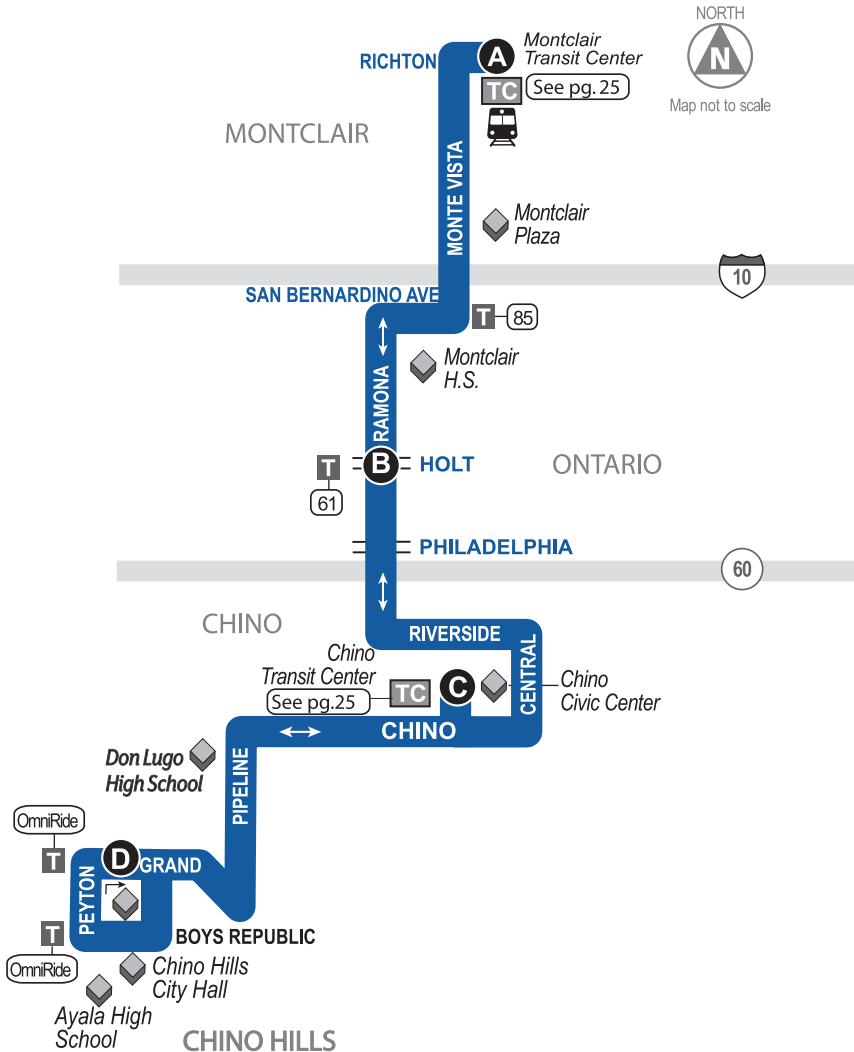 NORTH
N
Map not to scale
RICHTON
A
Montclair
Transit Center
TC
See pg. 25
MONTCLAIR
MONTE VISTA
Montclair
Plaza
10
SAN BERNARDINO AVE
T
85
Montclair
H.S.
RAMONA
B
HOLT
ONTARIO
T
61
PHILADELPHIA
60
CHINO
RIVERSIDE
CENTRAL
Chino
Transit Center
See pg.25
TC
C
Chino
Civic Center
CHINO
Don Lugo
High School
PIPELINE
OmniRide
T
D
GRAND
PEYTON
T
OmniRide
BOYS REPUBLIC
Chino Hills
City Hall
Ayala High
School
CHINO HILLS